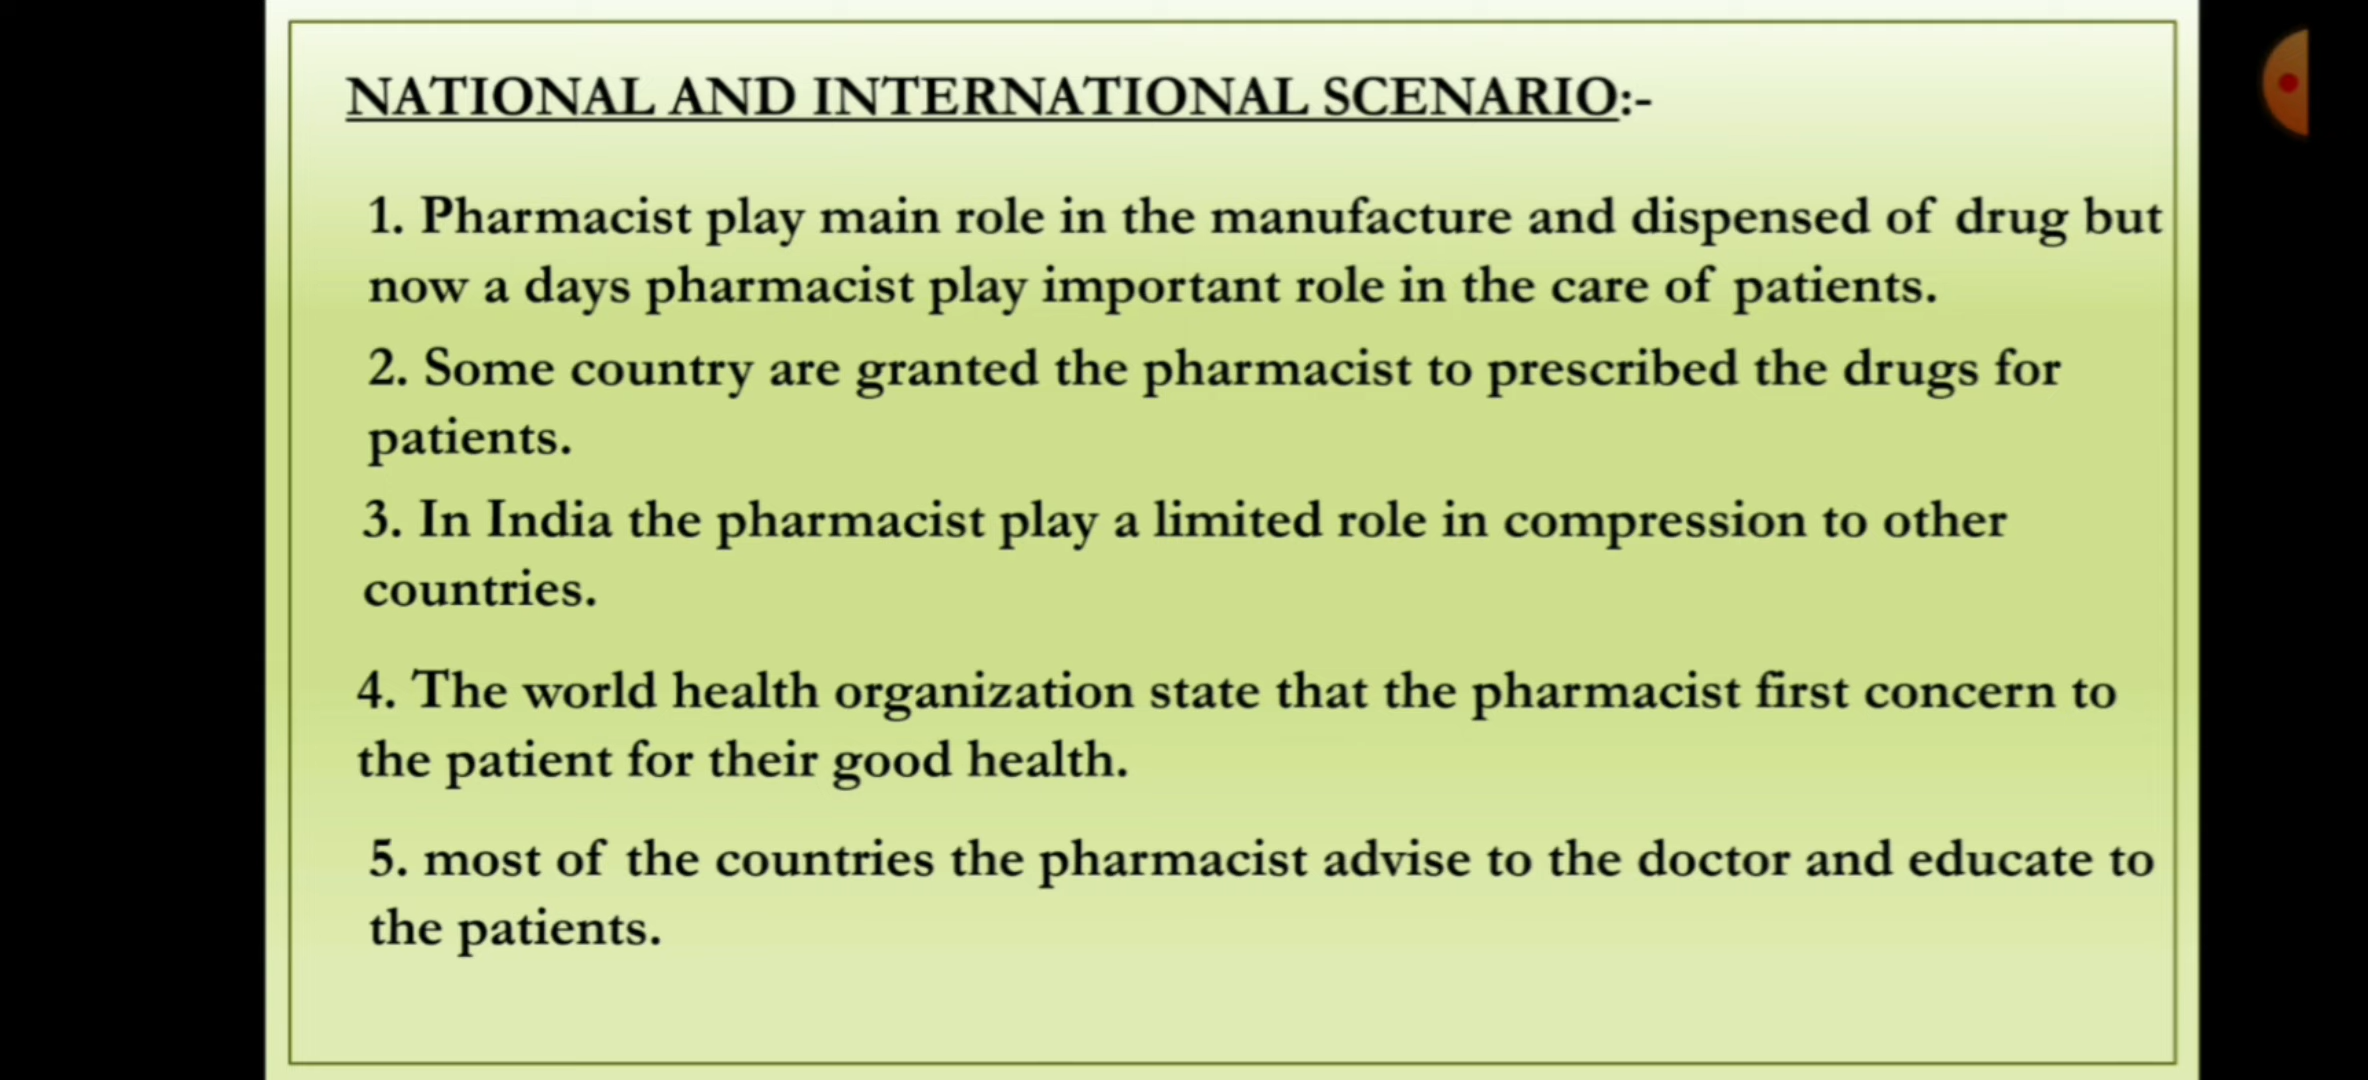 NATIONAL AND INTERNATIONAL SCENARIO:-
1. Pharmacist play main role in the manufacture and dispensed of drug but
now a days pharmacist play important role in the care of patients.
2. Some country are granted the pharmacist to prescribed the drugs for
patients.
3. In India the pharmacist play a limited role in compression to other
countries.
4. The world health organization state that the pharmacist first concern to
the patient for their good health.
5. most of the countries the pharmacist advise to the doctor and educate to
the patients.